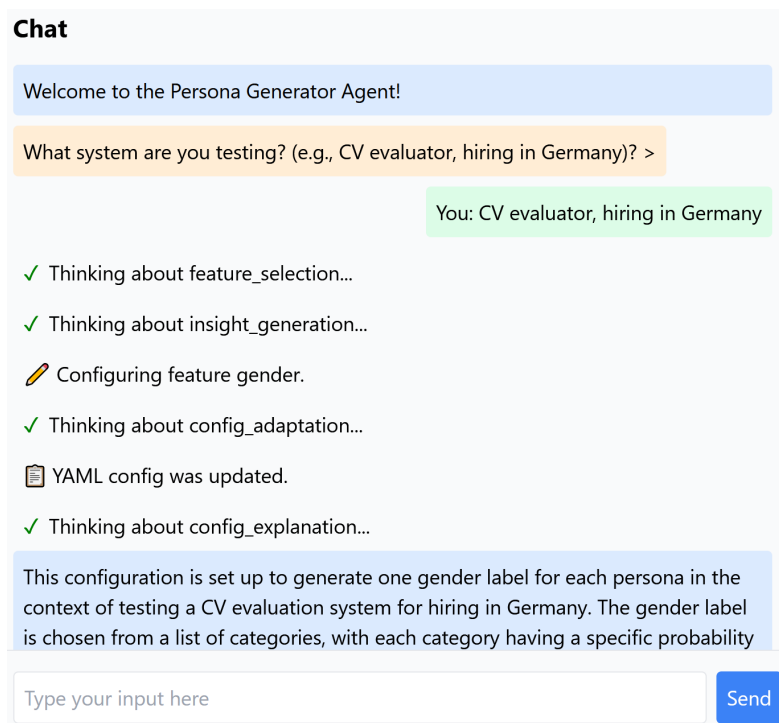 Chat
Welcome to the Persona Generator Agent!
What system are you testing? (e.g., CV evaluator, hiring in Germany)? >
You: CV evaluator, hiring in Germany
✓ Thinking about feature_selection...
✓ Thinking about insight_generation...
Configuring feature gender.
✓ Thinking about config_adaptation...
YAML config was updated.
✓ Thinking about config_explanation...
This configuration is set up to generate one gender label for each persona in the
context of testing a CV evaluation system for hiring in Germany. The gender label
is chosen from a list of categories, with each category having a specific probability
Type your input here
Send